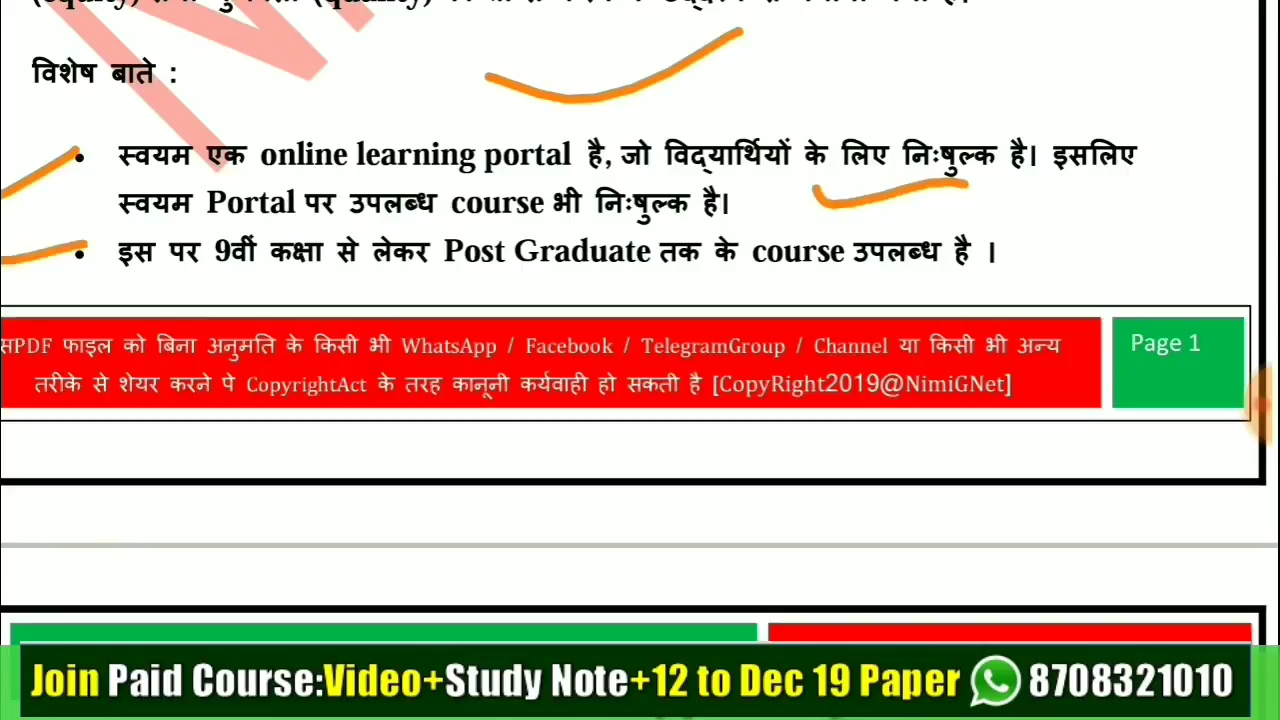 विशेष बाते :
स्वयम एक online learning portal है, जो विद्यार्थियों के लिए निःषुल्क है। इसलिए
स्वयम Portal पर उपलब्ध course भी निःषुल्क है।
इस पर 9वीं कक्षा से लेकर Post Graduate तक के course उपलब्ध है ।
सPDF फाइल को बिना अनुमति के किसी भी WhatsApp / Facebook / TelegramGroup / Channel या किसी भी अन्य
तरीके से शेयर करने पे CopyrightAct के तरह कानूनी कर्यवाही हो सकती है [CopyRight2019@NimiGNet]
Page 1
Join Paid Course:Video+Study Note+12 to Dec 19 Paper 8708321010